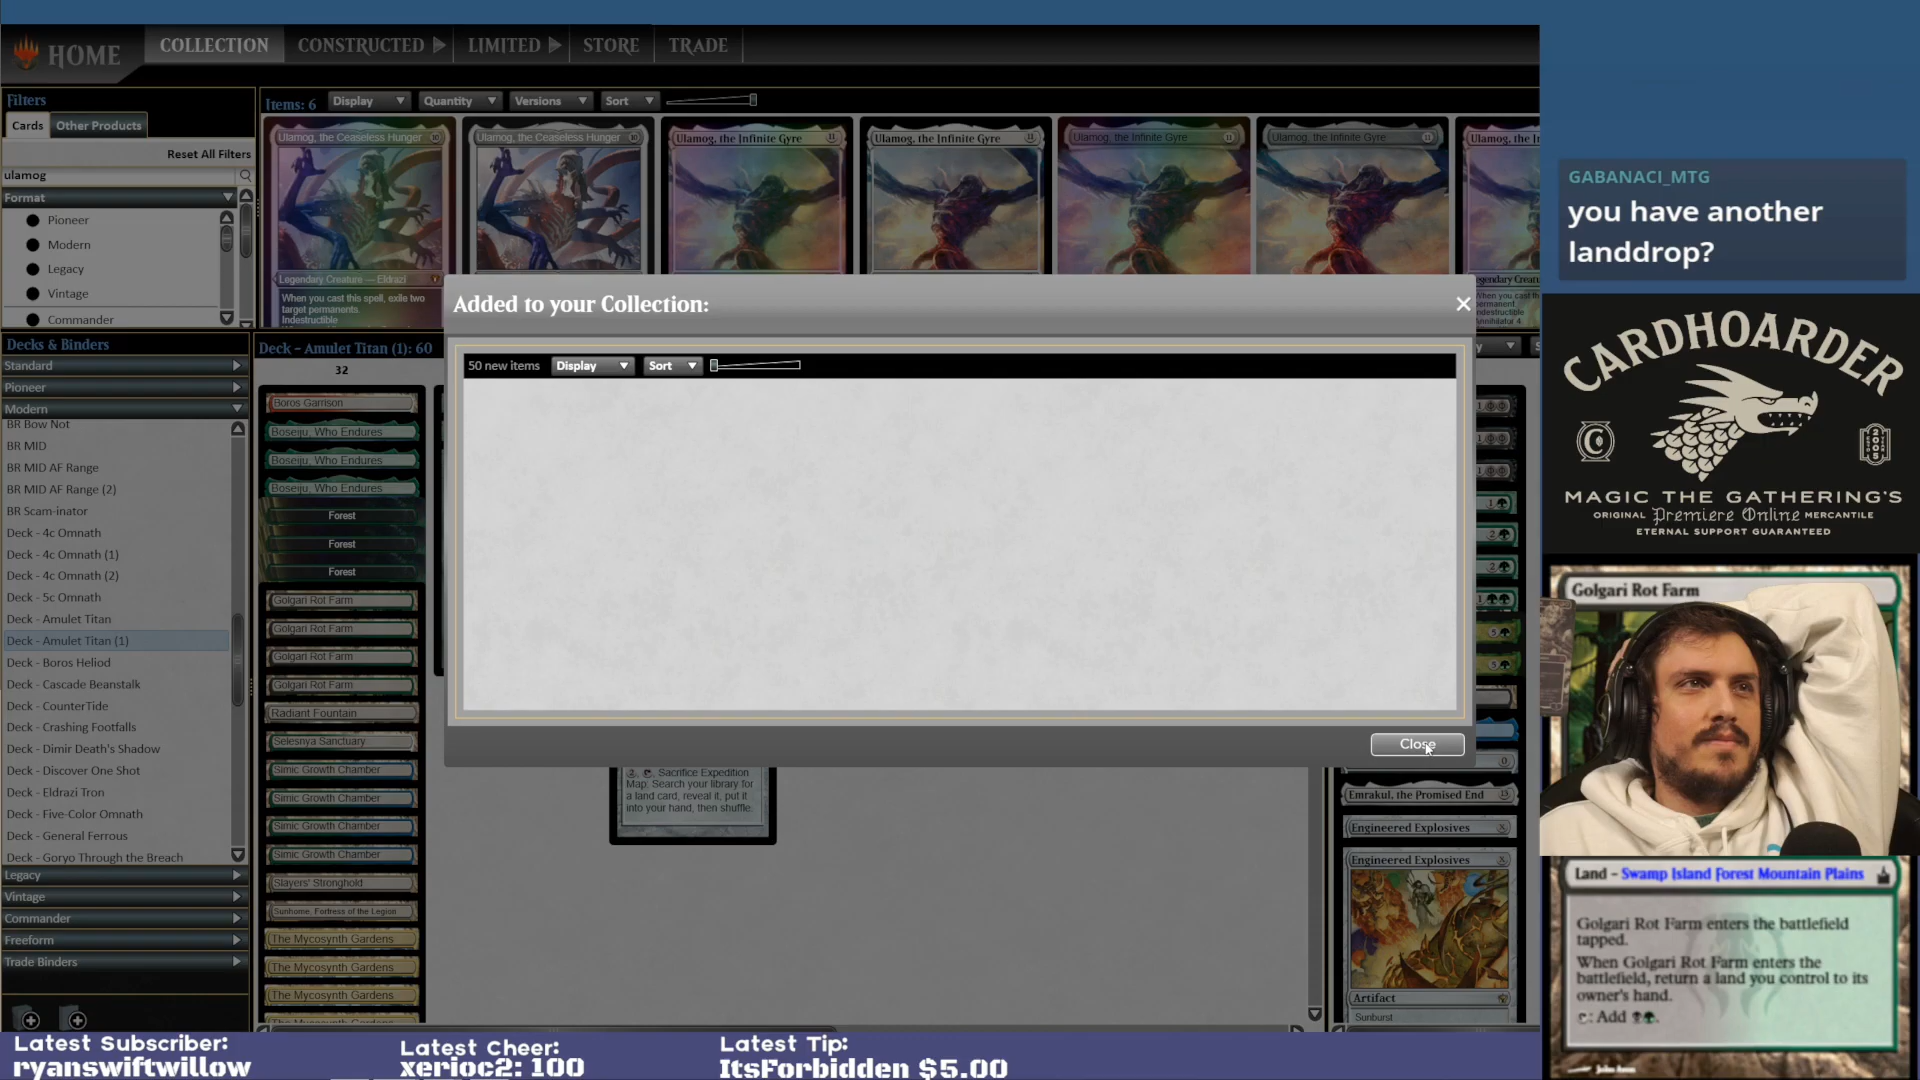 HOME
COLLECTION
CONSTRUCTED
LIMITED
STORE
TRADE
Filters
Cards
Other Products
Reset All Filters
ulamog
Format
Pioneer
Modern
Legacy
Vintage
Commander
Items: 6
Display
Quantity
Versions
Sort
Ulamog, the Ceaseless Hunger
Ulamog, the Ceaseless Hunger
Ulamog, the Infinite Gyre
Ulamog, the Infinite Gyre
Ulamog, the Infinite Gyre
Ulamog, the Infinite Gyre
Legendary Creature — Eldrazi
When you cast this spell, exile two
target permanents.
Indestructible
Decks & Binders
Standard
Pioneer
Modern
BR Bow Not
BR MID
BR MID AF Range
BR MID AF Range (2)
BR Scam-inator
Deck - 4c Omnath
Deck - 4c Omnath (1)
Deck - 4c Omnath (2)
Deck - 5c Omnath
Deck - Amulet Titan
Deck - Amulet Titan (1)
Deck - Boros Heliod
Deck - Cascade Beanstalk
Deck - CounterTide
Deck - Crashing Footfalls
Deck - Dimir Death's Shadow
Deck - Discover One Shot
Deck - Eldrazi Tron
Deck - Five-Color Omnath
Deck - General Ferrous
Deck - Goryo Through the Breach
Legacy
Vintage
Commander
Freeform
Trade Binders
Deck - Amulet Titan (1): 60
32
Boros Garrison
Boseiju, Who Endures
Boseiju, Who Endures
Boseiju, Who Endures
Forest
Forest
Forest
Golgari Rot Farm
Golgari Rot Farm
Golgari Rot Farm
Golgari Rot Farm
Radiant Fountain
Selesnya Sanctuary
Simic Growth Chamber
Simic Growth Chamber
Simic Growth Chamber
Simic Growth Chamber
Slayers' Stronghold
Sunhome, Fortress of the Legion
The Mycosynth Gardens
The Mycosynth Gardens
The Mycosynth Gardens
Added to your Collection:
50 new items
Display
Sort
Close
Sacrifice Expedition
Map: Search your library for
a land card, reveal it, put it
into your hand, then shuffle.
Emrakul, the Promised End
Engineered Explosives
Engineered Explosives
Artifact
Sunburst
GABANACI_MTG
you have another
landdrop?
CARDHOARDER
MAGIC THE GATHERING'S
ORIGINAL Premiere Online MERCANTILE
ETERNAL SUPPORT GUARANTEED
Golgari Rot Farm
Land - Swamp Island Forest Mountain Plains
Golgari Rot Farm enters the battlefield
tapped.
When Golgari Rot Farm enters the
battlefield, return a land you control to its
owner's hand.
: Add
Latest Subscriber:
ryanswiftwillow
Latest Cheer:
xerioc2: 100
Latest Tip:
ItsForbidden $5.00